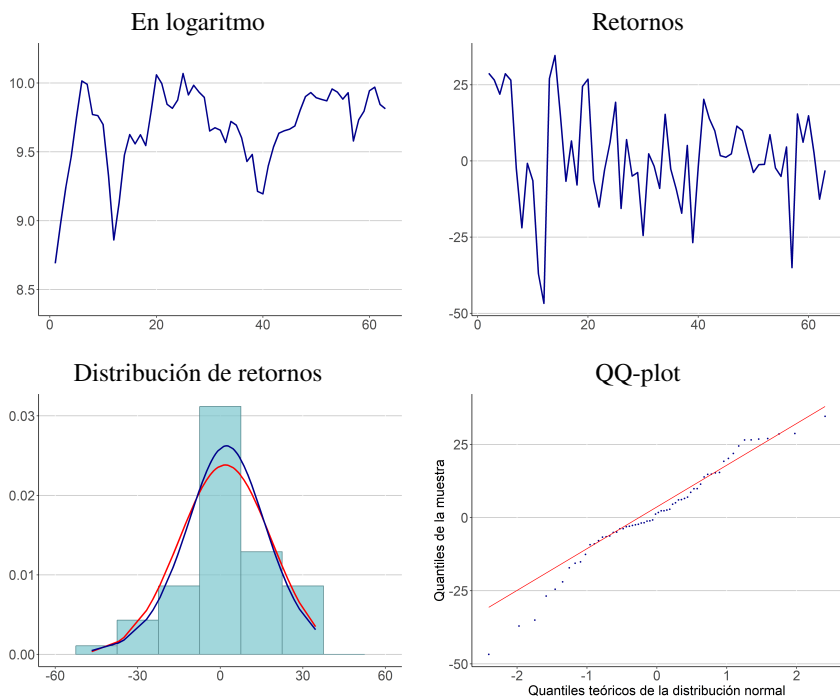 En logaritmo
10.0
9.5
9.0
8.5
0 20 40 60
Retornos
25
0
-25
-50
0 20 40 60
Distribución de retornos
0.03
0.02
0.01
0.00
-60 -30 0 30 60
QQ-plot
Quantiles de la muestra
25
0
-25
-50
-2 -1 0 1 2
Quantiles teóricos de la distribución normal